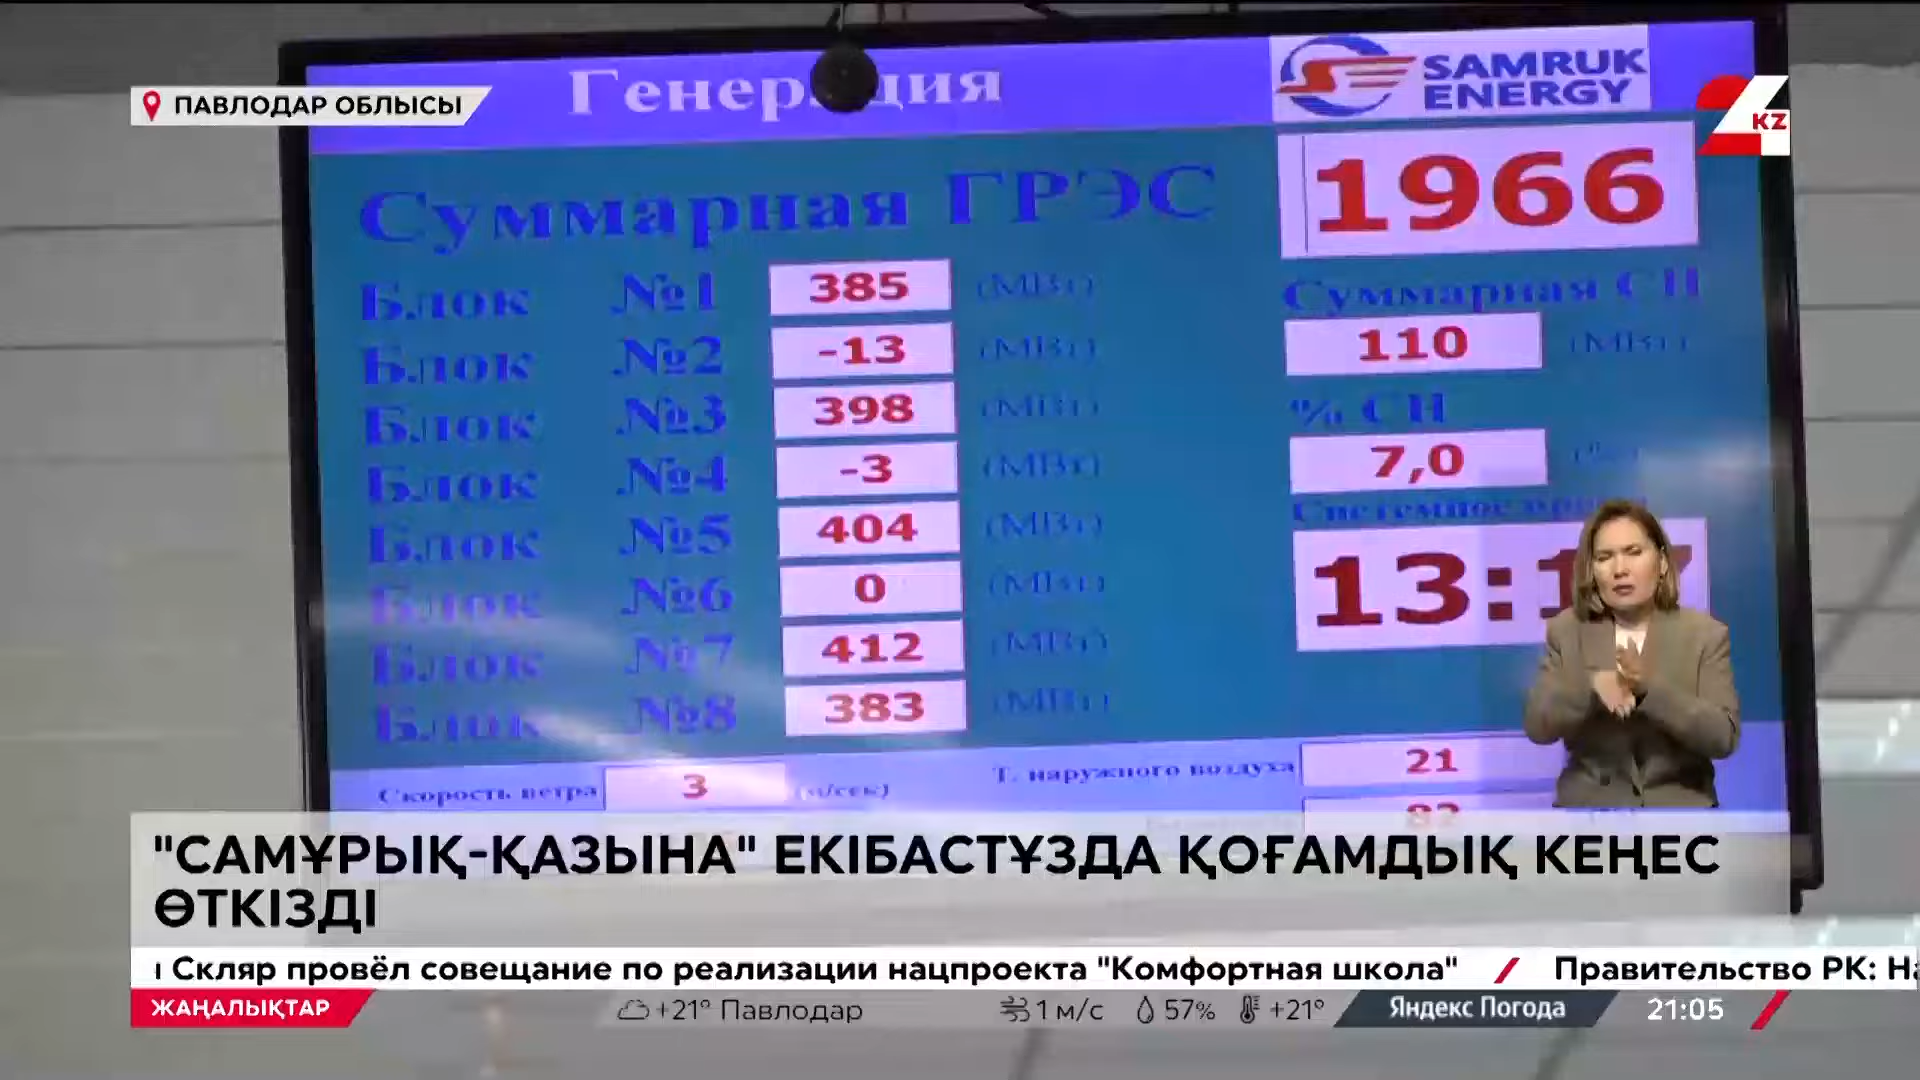 ПАВЛОДАР ОБЛЫСЫ
Генерация
SAMRUK
ENERGY
KZ
Суммарная ГРЭС 1966
Блок №1 385 (МВт)
Блок №2 -13 (МВт)
Блок №3 398 (МВт)
Блок №4 -3 (МВт)
Блок №5 404 (МВт)
Блок №6 0 (МВт)
Блок №7 412 (МВт)
Блок №8 383 (МВт)
Суммарная СН
110 (МВт)
% СН
7,0 (%)
Системное
Скорость ветра 3 (м/сек)
Т. наружного воздуха 21
82
"САМҰРЫҚ-ҚАЗЫНА" ЕКІБАСТҰЗДА ҚОҒАМДЫҚ КЕҢЕС
ӨТКІЗДІ
Скляр провёл совещание по реализации нацпроекта "Комфортная школа" / Правительство РК:
ЖАҢАЛЫҚТАР
+21° Павлодар 1 м/с 57% +21° Яндекс Погода 21:05